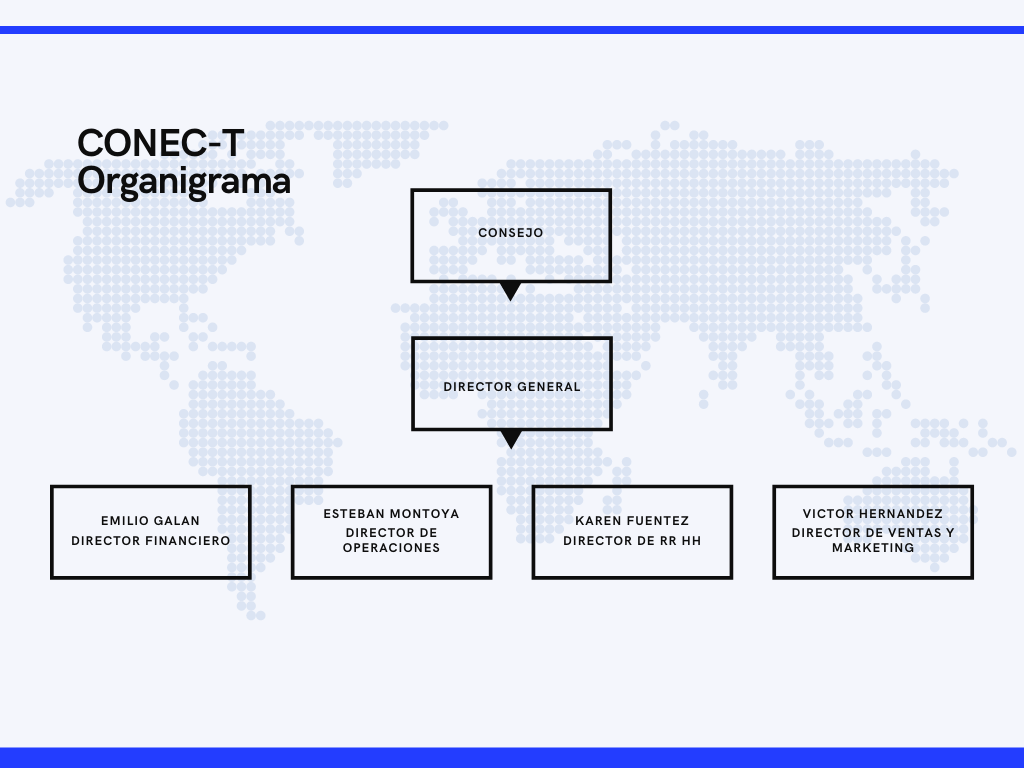 CONEC-T
Organigrama
CONSEJO
DIRECTOR GENERAL
EMILIO GALAN
DIRECTOR FINANCIERO
ESTEBAN MONTOYA
DIRECTOR DE
OPERACIONES
KAREN FUENTEZ
DIRECTOR DE RR HH
VICTOR HERNANDEZ
DIRECTOR DE VENTAS Y
MARKETING